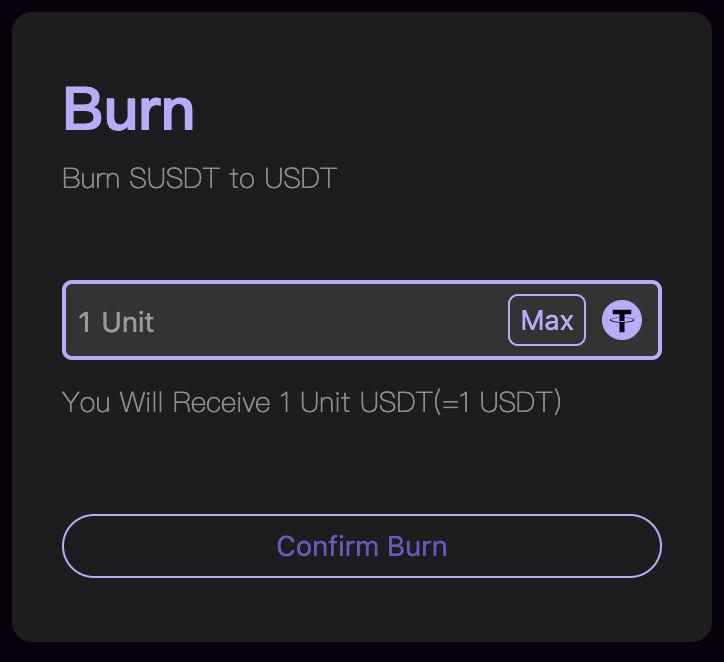 Burn
Burn SUSDT to USDT
1 Unit
Max
You Will Receive 1 Unit USDT(=1 USDT)
Confirm Burn